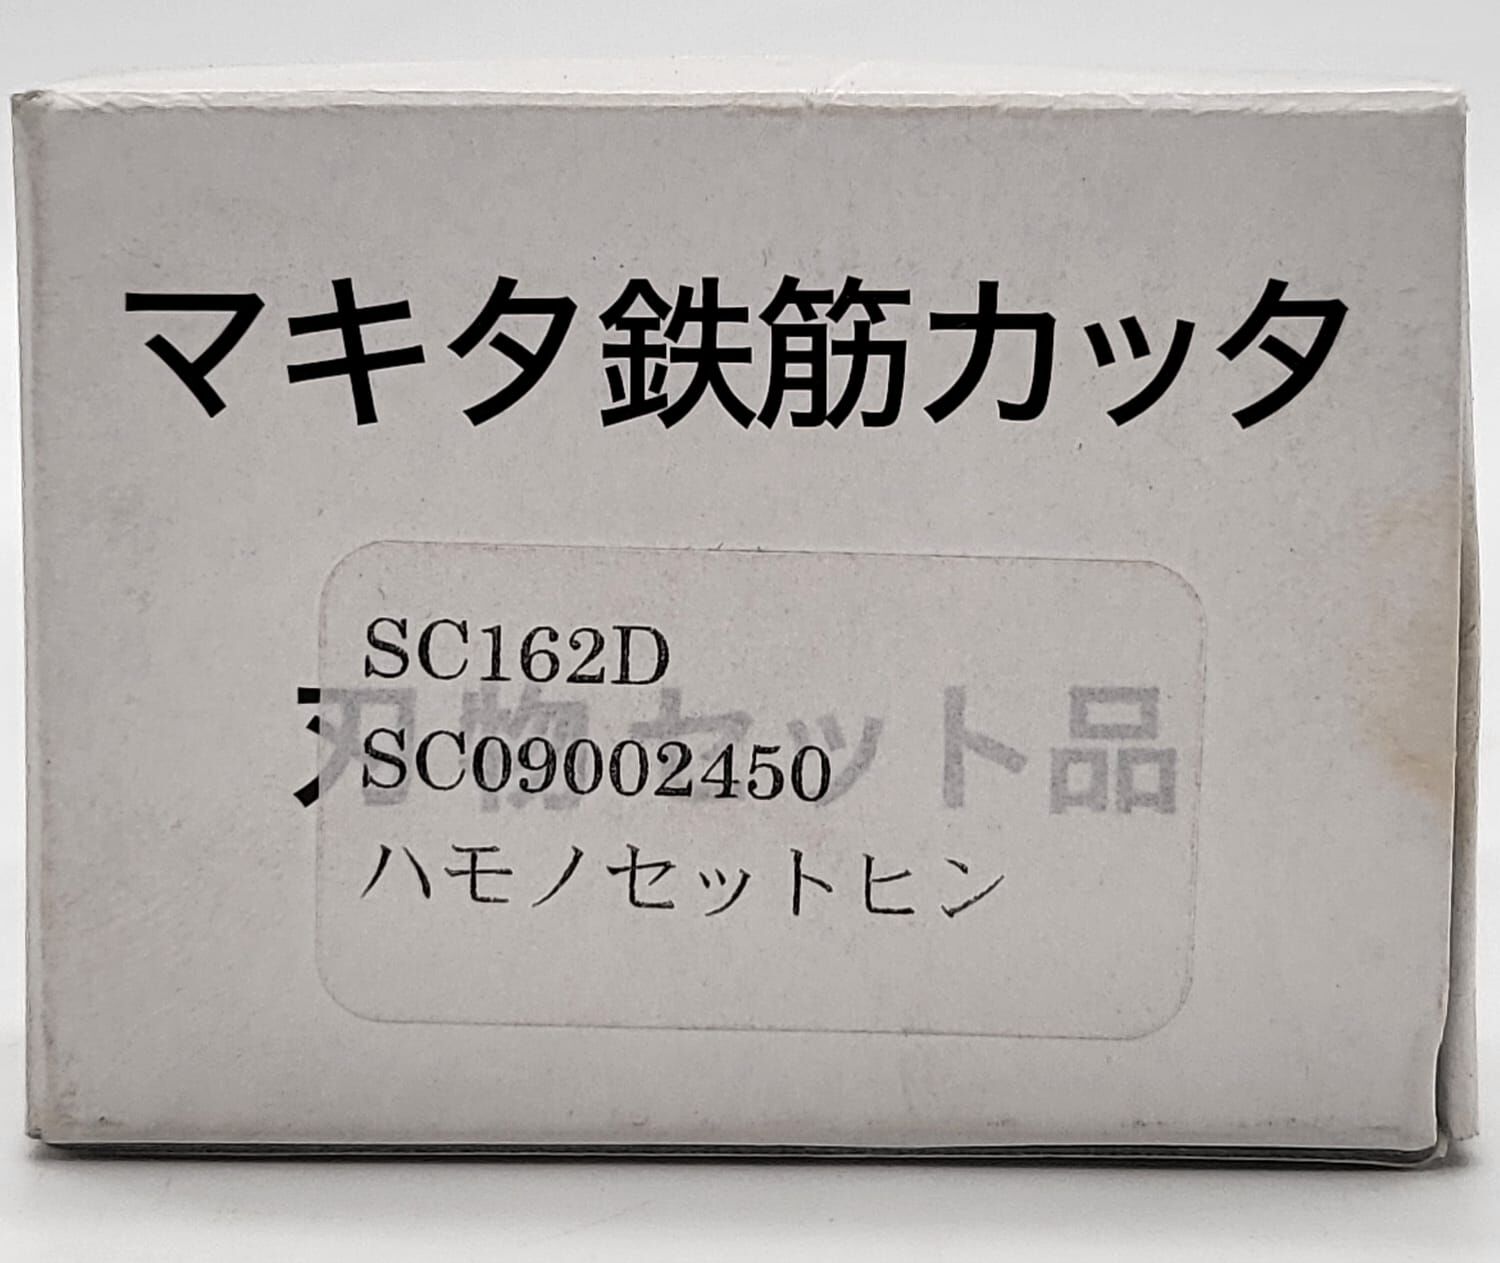 マキタ鉄筋カッタ
SC162D
刃物セット品
SC09002450
ハモノセットヒン